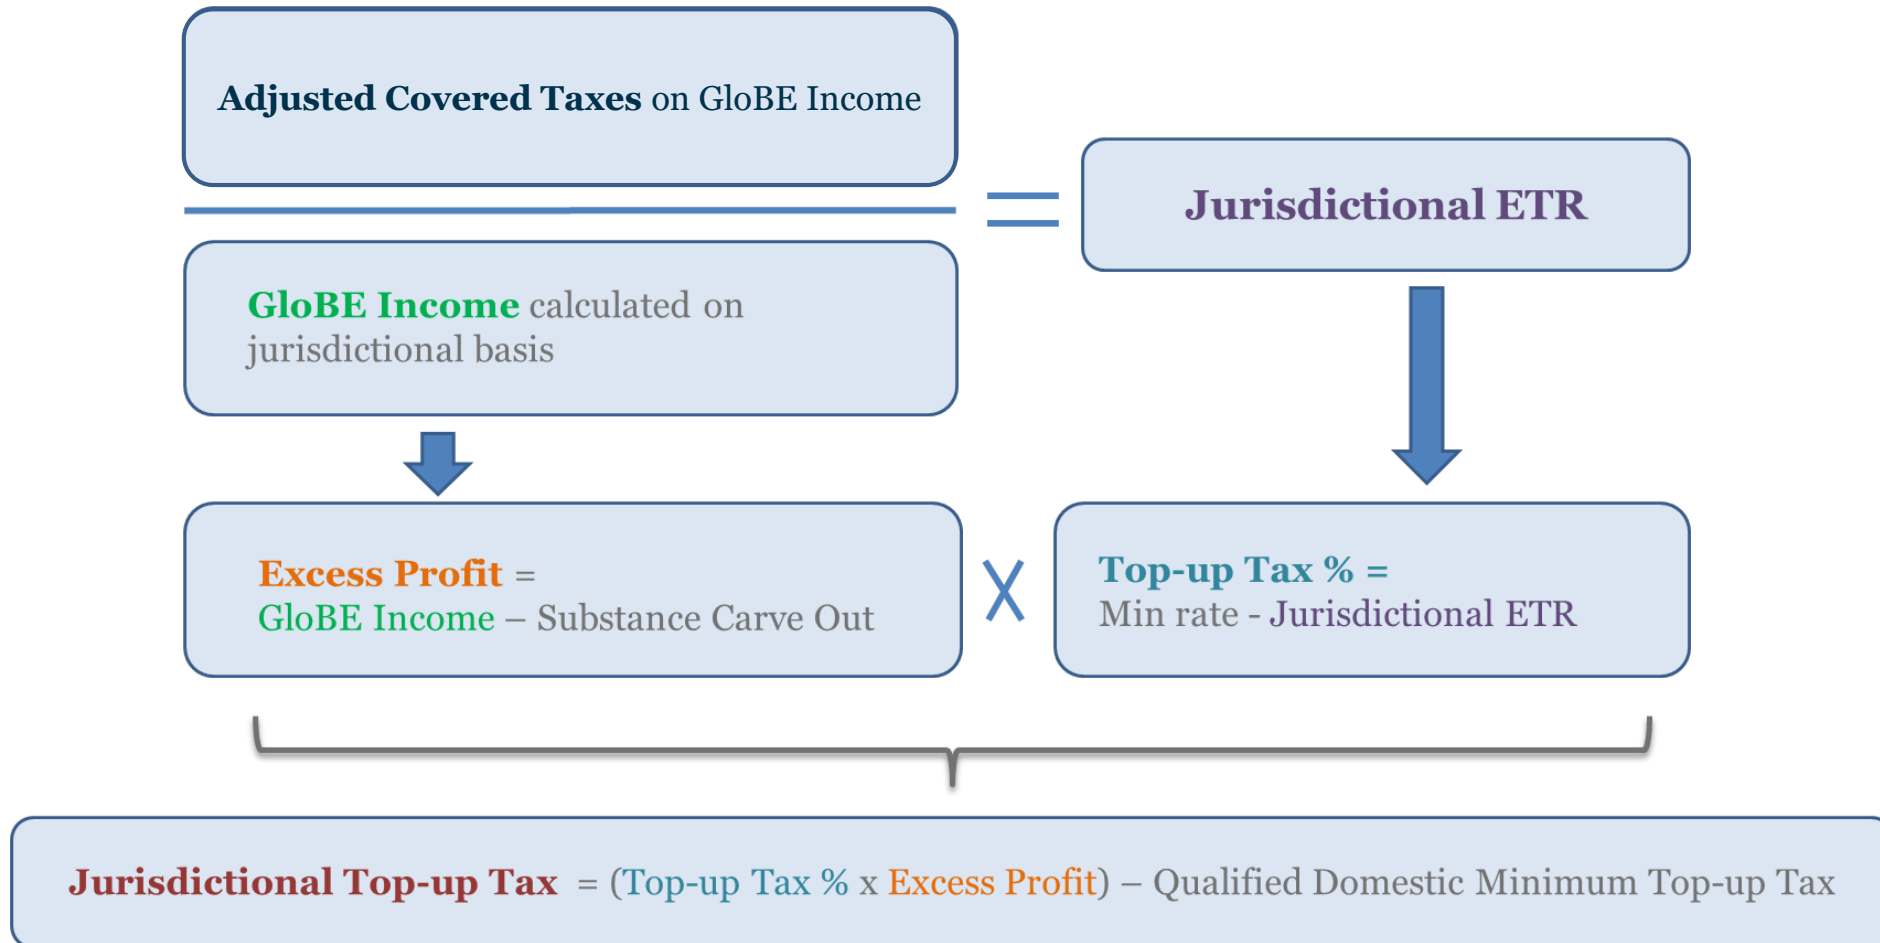 Adjusted Covered Taxes on GloBE Income
Jurisdictional ETR
GloBE Income calculated on
jurisdictional basis
Excess Profit =
GloBE Income – Substance Carve Out
Top-up Tax % =
Min rate - Jurisdictional ETR
Jurisdictional Top-up Tax = (Top-up Tax % x Excess Profit) – Qualified Domestic Minimum Top-up Tax